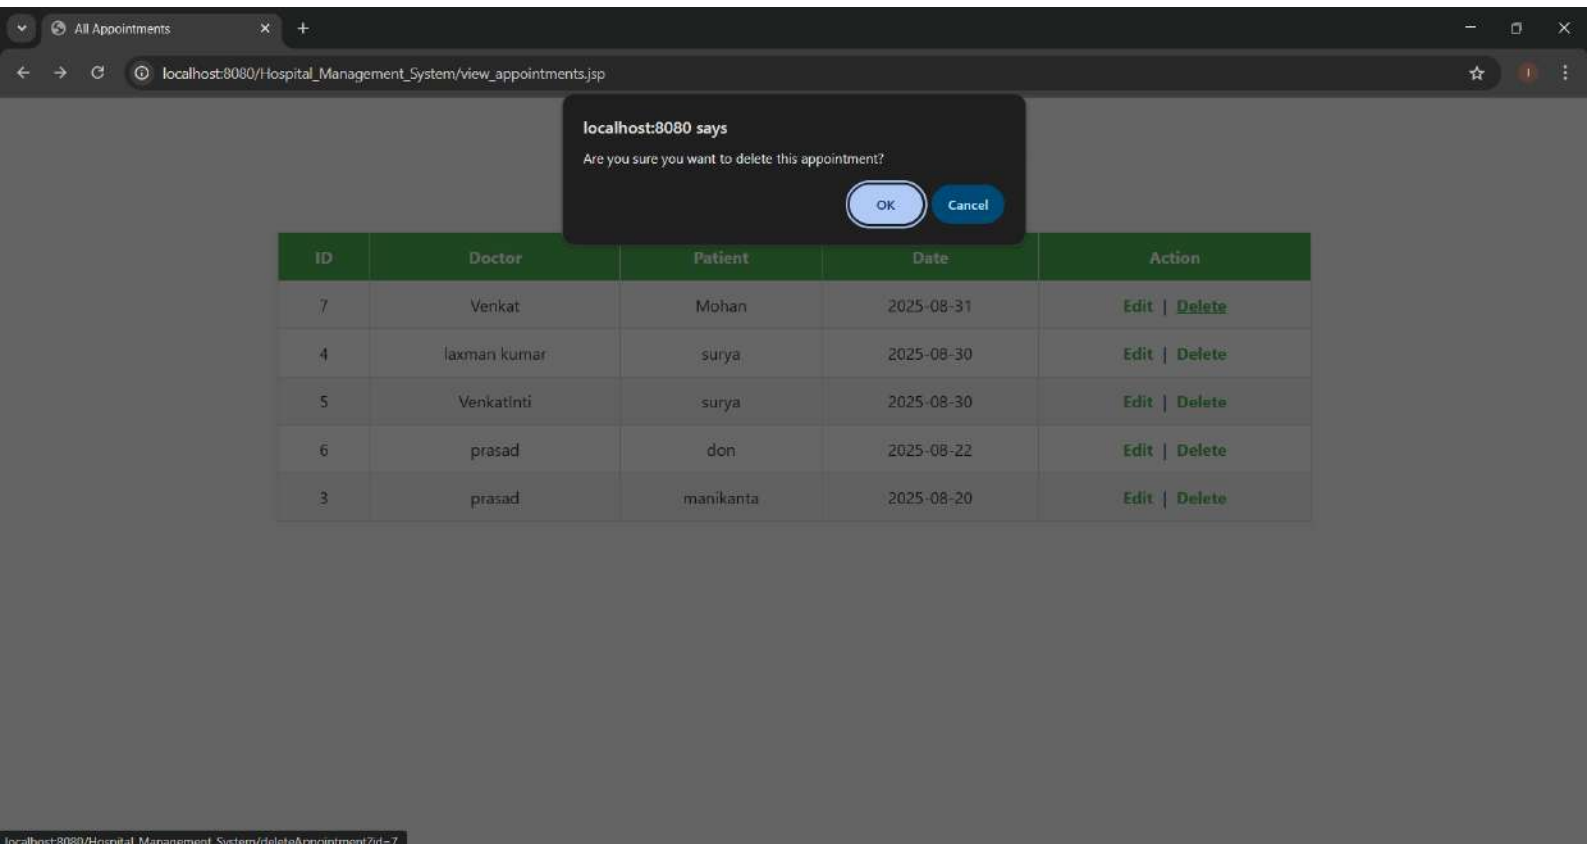 All Appointments
localhost:8080/Hospital_Management_System/view_appointments.jsp
I
localhost:8080 says
Are you sure you want to delete this appointment?
OK Cancel
ID Doctor Patient Date Action
7 Venkat Mohan 2025-08-31 Edit | Delete
4 laxman kumar surya 2025-08-30 Edit | Delete
5 VenkatInti surya 2025-08-30 Edit | Delete
6 prasad don 2025-08-22 Edit | Delete
3 prasad manikanta 2025-08-20 Edit | Delete
localhost:8080/Hospital_Management_System/deleteAppointment?id=7